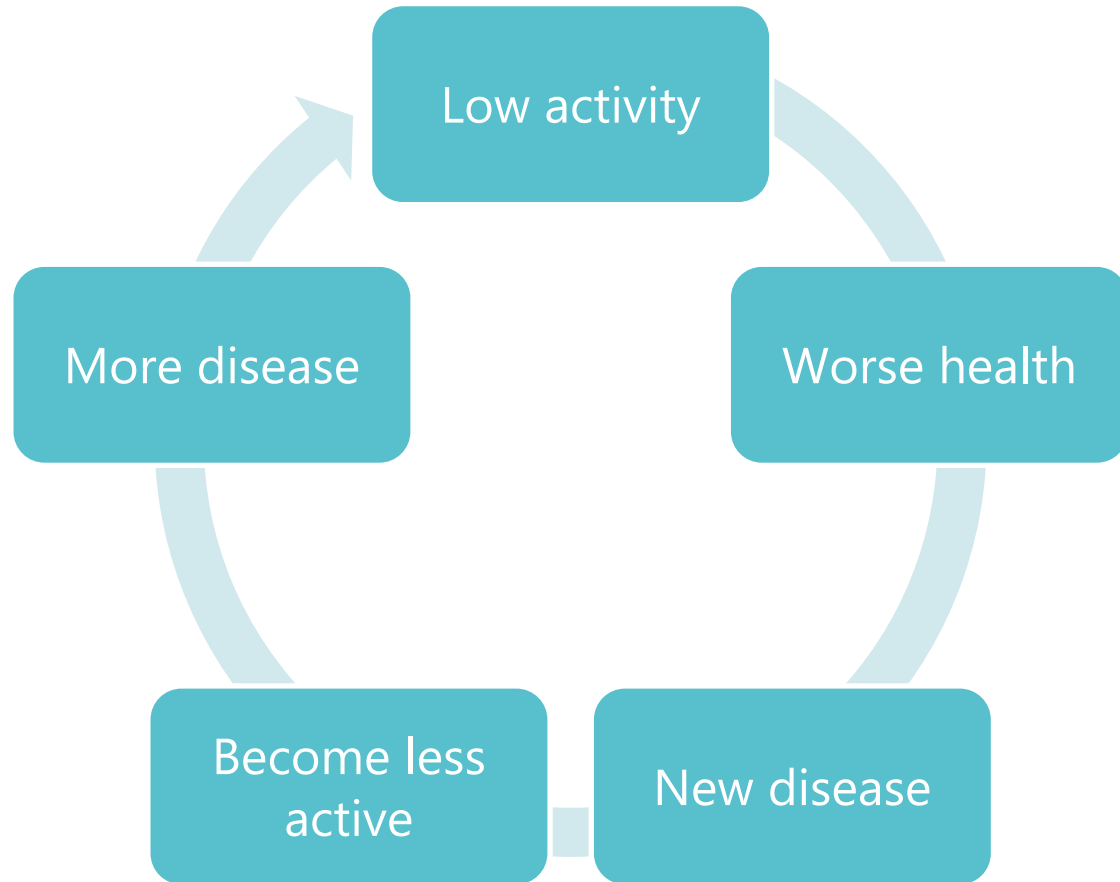 Low activity
Worse health
New disease
Become less
active
More disease